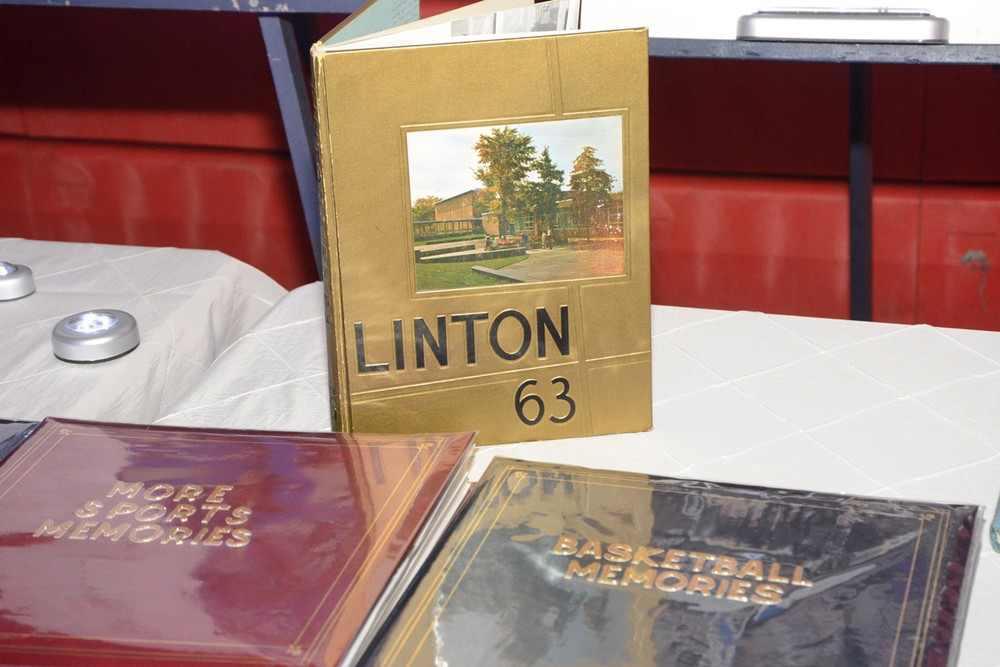 LINTON
63
MORE
SPORTS
MEMORIES
BASKETBALL
MEMORIES